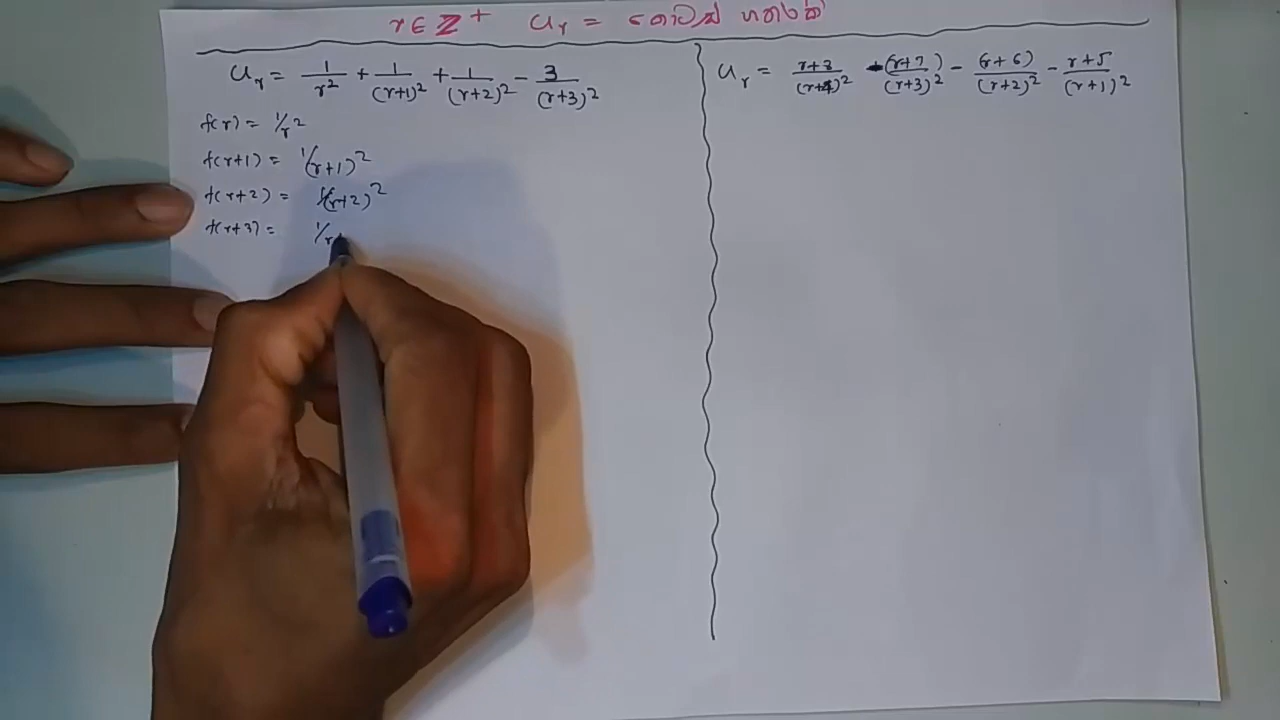 r ∈ ℤ⁺ Uᵣ =
Uᵣ = 1/r² + 1/(r+1)² + 1/(r+2)² - 3/(r+3)²
f(r) = 1/r²
f(r+1) = 1/(r+1)²
f(r+2) = 1/(r+2)²
f(r+3) = 1/r+
Uᵣ = r+8/(r+4)² - (r+7)/(r+3)² - (r+6)/(r+2)² - r+5/(r+1)²